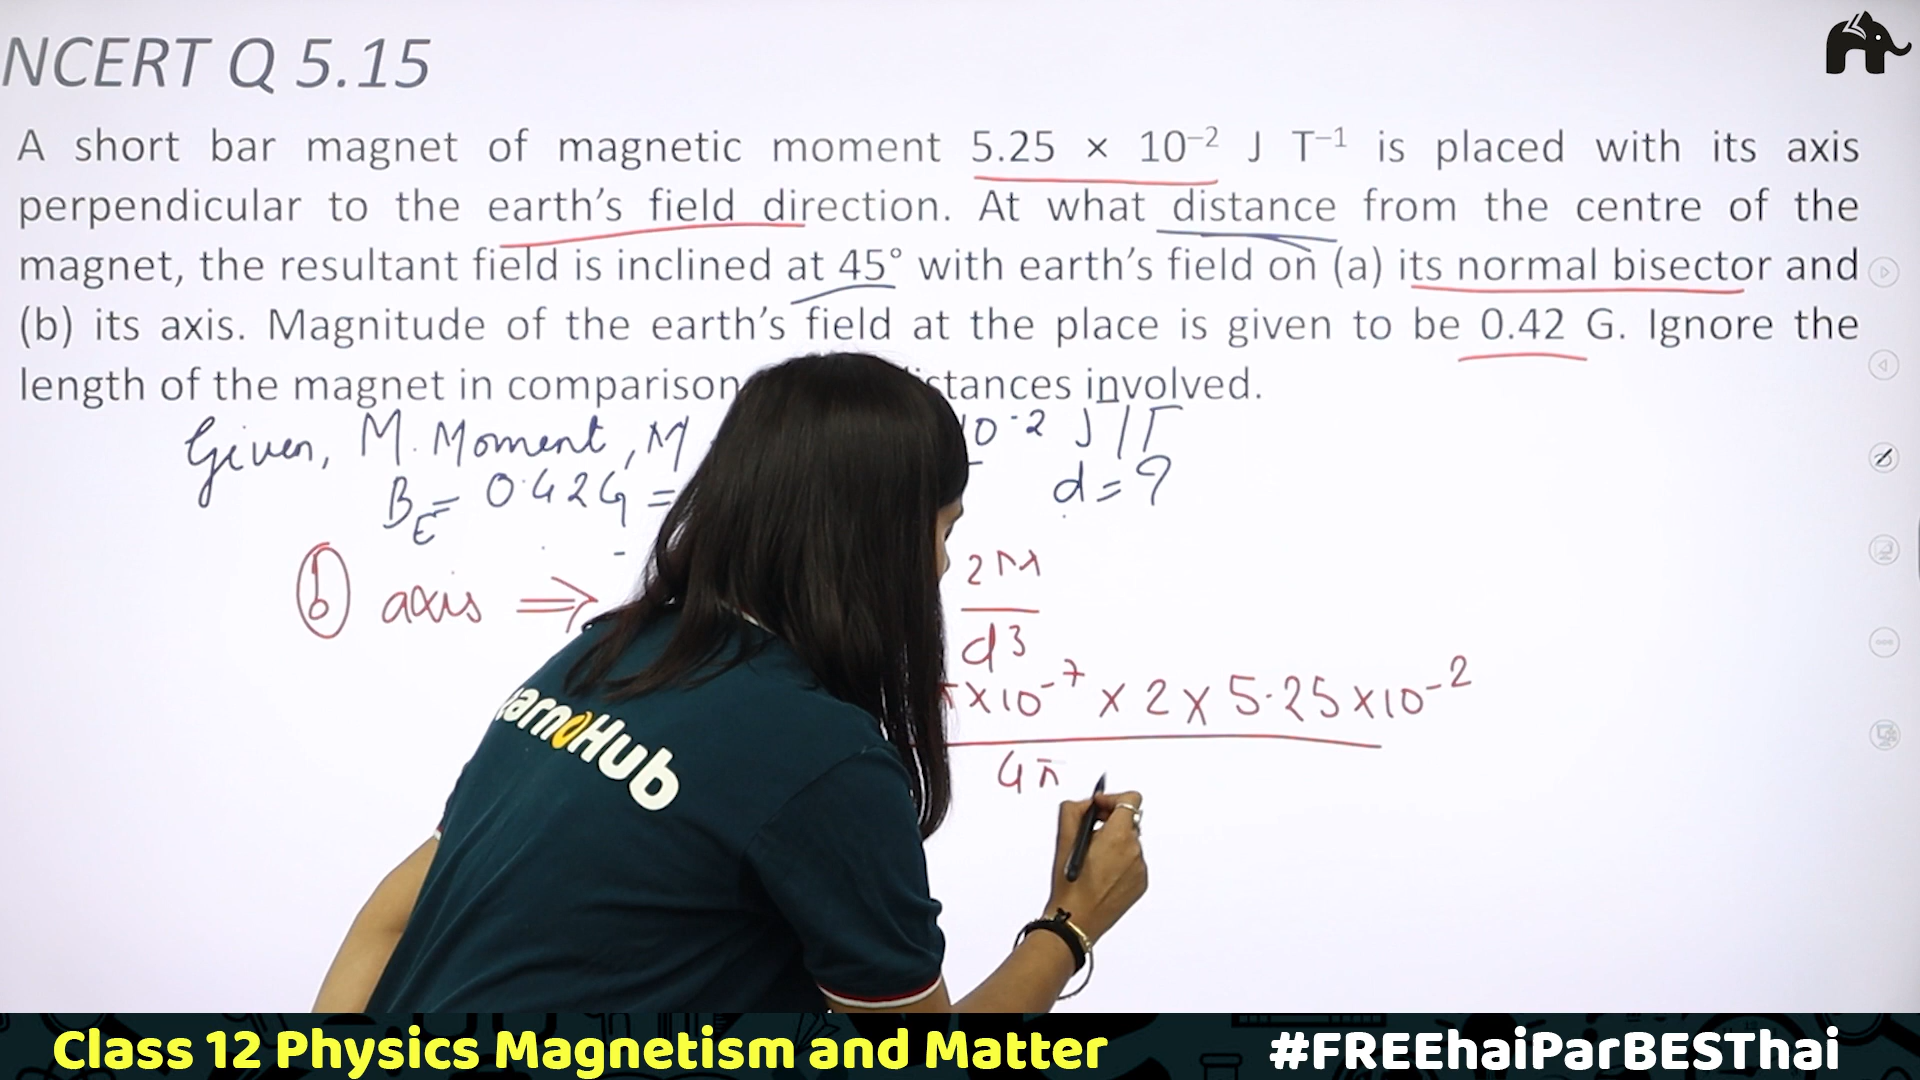 NCERT Q 5.15
A short bar magnet of magnetic moment 5.25 × 10⁻² J T⁻¹ is placed with its axis
perpendicular to the earth's field direction. At what distance from the centre of the
magnet, the resultant field is inclined at 45° with earth's field on (a) its normal bisector and
(b) its axis. Magnitude of the earth's field at the place is given to be 0.42 G. Ignore the
length of the magnet in comparison stances involved.
Given, M. Moment, M 10⁻² J/T
B_E = 0.42G = d = ?
(b) axis ⇒ 2M
d³
×10⁻⁷ × 2 × 5.25×10⁻²
4π
LearnoHub
Class 12 Physics Magnetism and Matter #FREEhaiParBESThai